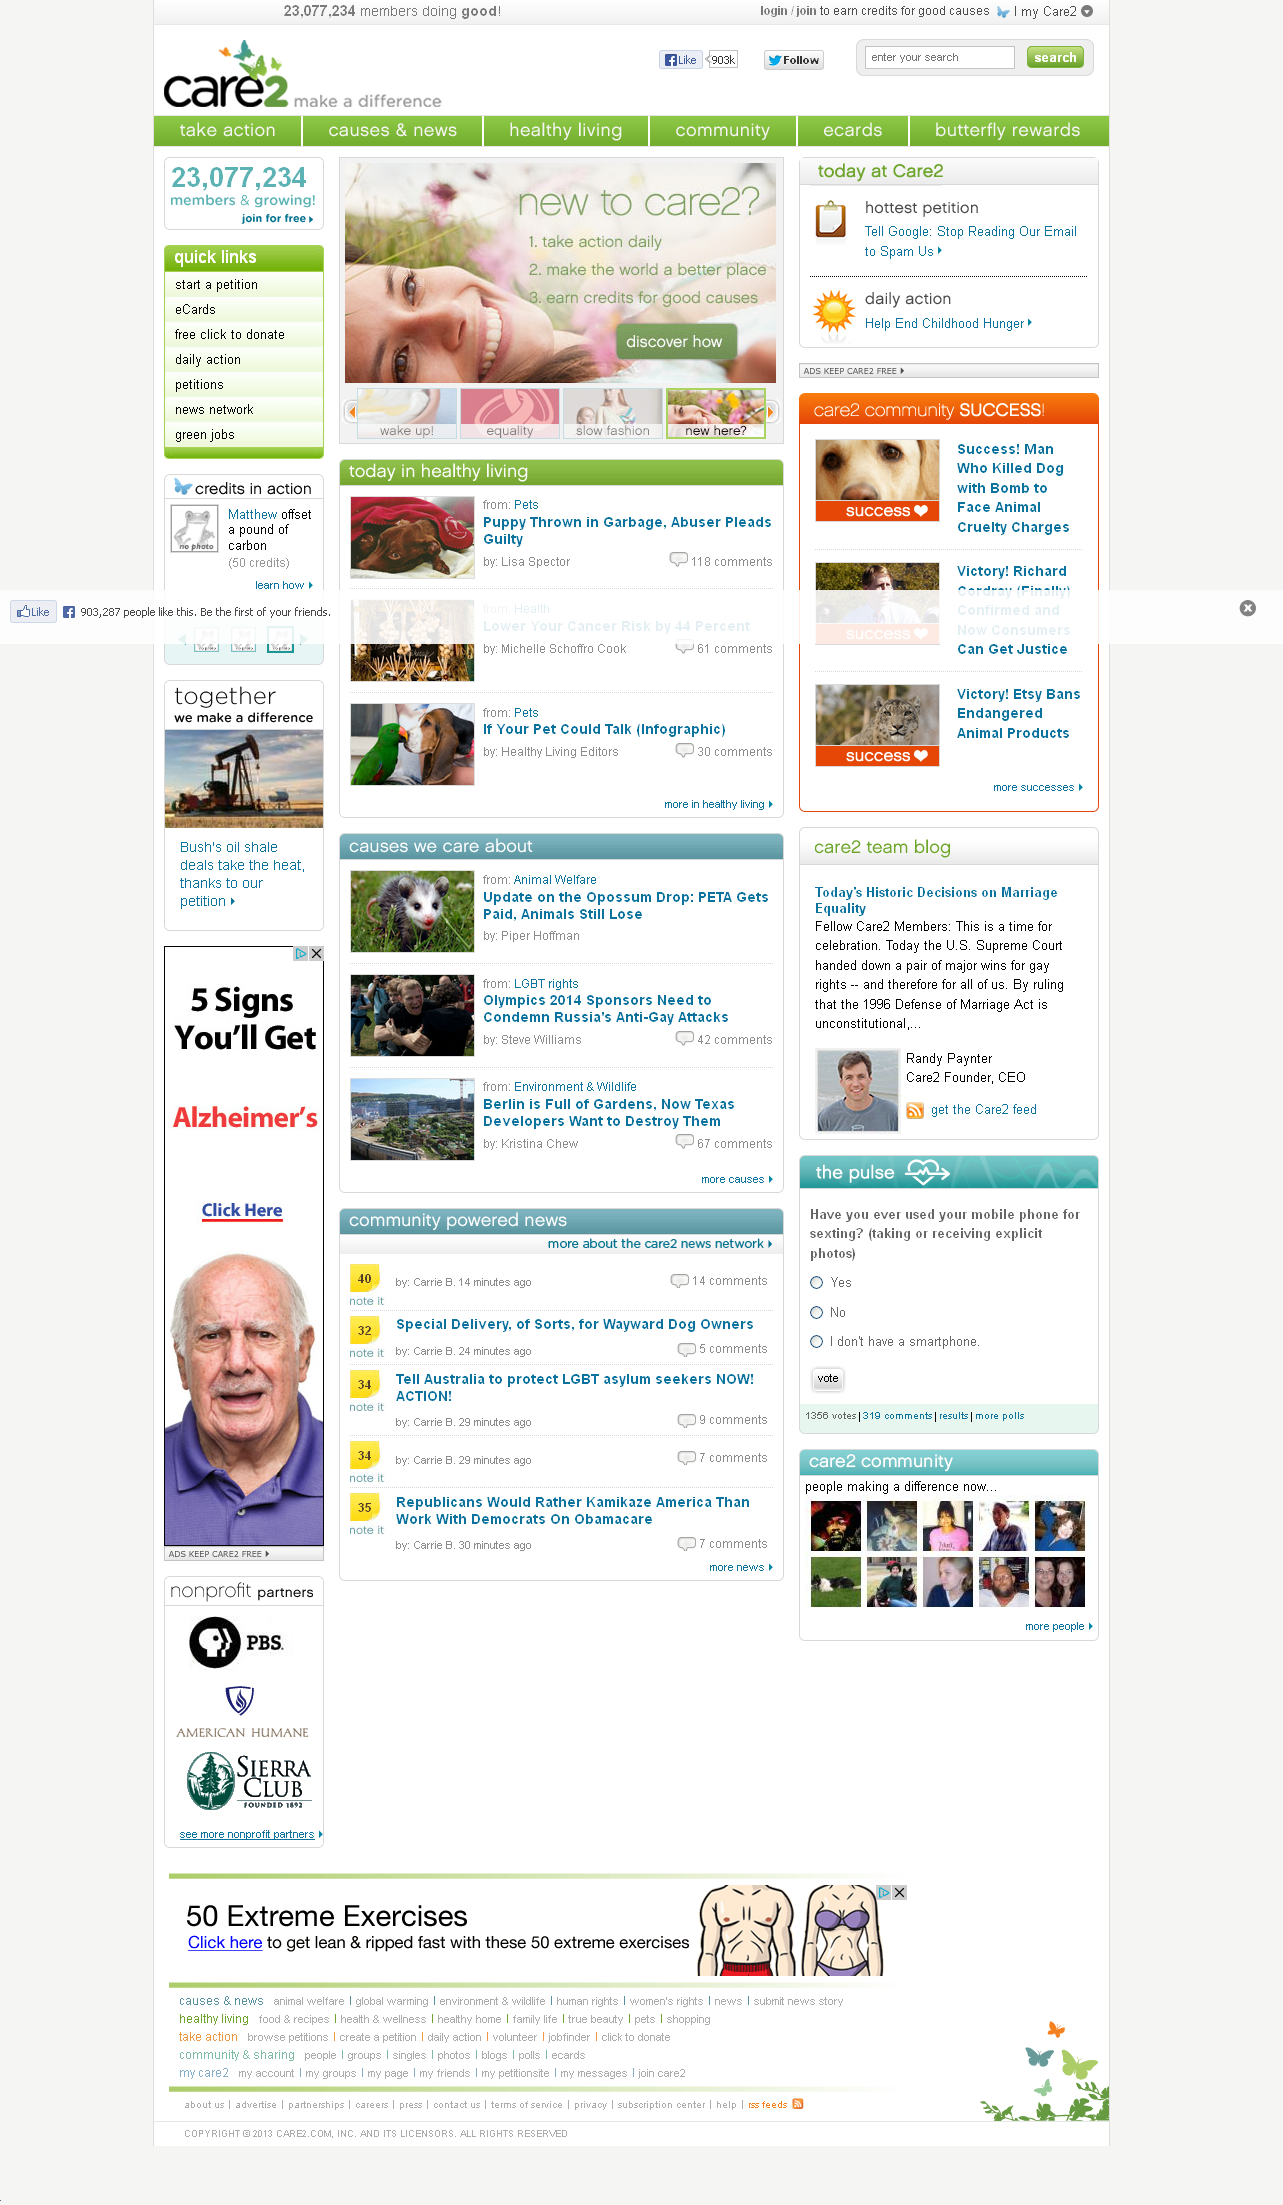 23,077,234 members doing good!
login / join to earn credits for good causes
my Care2
care2 make a difference
Like 903k
Follow
enter your search
search
take action
causes & news
healthy living
community
ecards
butterfly rewards
23,077,234
members & growing!
join for free
quick links
start a petition
eCards
free click to donate
daily action
petitions
news network
green jobs
credits in action
no photo
Matthew offset
a pound of
carbon
(50 credits)
learn how
Like 903,287 people like this. Be the first of your friends.
together
we make a difference
Bush's oil shale
deals take the heat,
thanks to our
petition
5 Signs
You'll Get
Alzheimer's
Click Here
ADS KEEP CARE2 FREE
nonprofit partners
PBS.
AMERICAN HUMANE
SIERRA
CLUB
FOUNDED 1892
see more nonprofit partners
new to care2?
1. take action daily
2. make the world a better place
3. earn credits for good causes
discover how
wake up!
equality
slow fashion
new here?
today in healthy living
from: Pets
Puppy Thrown in Garbage, Abuser Pleads
Guilty
by: Lisa Spector
118 comments
from: Health
Lower Your Cancer Risk by 44 Percent
by: Michelle Schoffro Cook
61 comments
from: Pets
If Your Pet Could Talk (Infographic)
by: Healthy Living Editors
30 comments
more in healthy living
causes we care about
from: Animal Welfare
Update on the Opossum Drop: PETA Gets
Paid, Animals Still Lose
by: Piper Hoffman
from: LGBT rights
Olympics 2014 Sponsors Need to
Condemn Russia's Anti-Gay Attacks
by: Steve Williams
42 comments
from: Environment & Wildlife
Berlin is Full of Gardens, Now Texas
Developers Want to Destroy Them
by: Kristina Chew
67 comments
more causes
community powered news
more about the care2 news network
40
note it
by: Carrie B. 14 minutes ago
14 comments
32
note it
Special Delivery, of Sorts, for Wayward Dog Owners
by: Carrie B. 24 minutes ago
5 comments
34
note it
Tell Australia to protect LGBT asylum seekers NOW!
ACTION!
by: Carrie B. 29 minutes ago
9 comments
34
note it
by: Carrie B. 29 minutes ago
7 comments
35
note it
Republicans Would Rather Kamikaze America Than
Work With Democrats On Obamacare
by: Carrie B. 30 minutes ago
7 comments
more news
today at Care2
hottest petition
Tell Google: Stop Reading Our Email
to Spam Us
daily action
Help End Childhood Hunger
ADS KEEP CARE2 FREE
care2 community SUCCESS!
success
Success! Man
Who Killed Dog
with Bomb to
Face Animal
Cruelty Charges
success
Victory! Richard
Cordray (Finally)
Confirmed and
Now Consumers
Can Get Justice
success
Victory! Etsy Bans
Endangered
Animal Products
more successes
care2 team blog
Today's Historic Decisions on Marriage
Equality
Fellow Care2 Members: This is a time for
celebration. Today the U.S. Supreme Court
handed down a pair of major wins for gay
rights -- and therefore for all of us. By ruling
that the 1996 Defense of Marriage Act is
unconstitutional,...
Randy Paynter
Care2 Founder, CEO
get the Care2 feed
the pulse
Have you ever used your mobile phone for
sexting? (taking or receiving explicit
photos)
Yes
No
I don't have a smartphone.
vote
1356 votes | 319 comments | results | more polls
care2 community
people making a difference now...
more people
50 Extreme Exercises
Click here to get lean & ripped fast with these 50 extreme exercises
causes & news animal welfare | global warming | environment & wildlife | human rights | women's rights | news | submit news story
healthy living food & recipes | health & wellness | healthy home | family life | true beauty | pets | shopping
take action browse petitions | create a petition | daily action | volunteer | jobfinder | click to donate
community & sharing people | groups | singles | photos | blogs | polls | ecards
my care2 my account | my groups | my page | my friends | my petitionsite | my messages | join care2
about us | advertise | partnerships | careers | press | contact us | terms of service | privacy | subscription center | help | rss feeds
COPYRIGHT © 2013 CARE2.COM, INC. AND ITS LICENSORS. ALL RIGHTS RESERVED